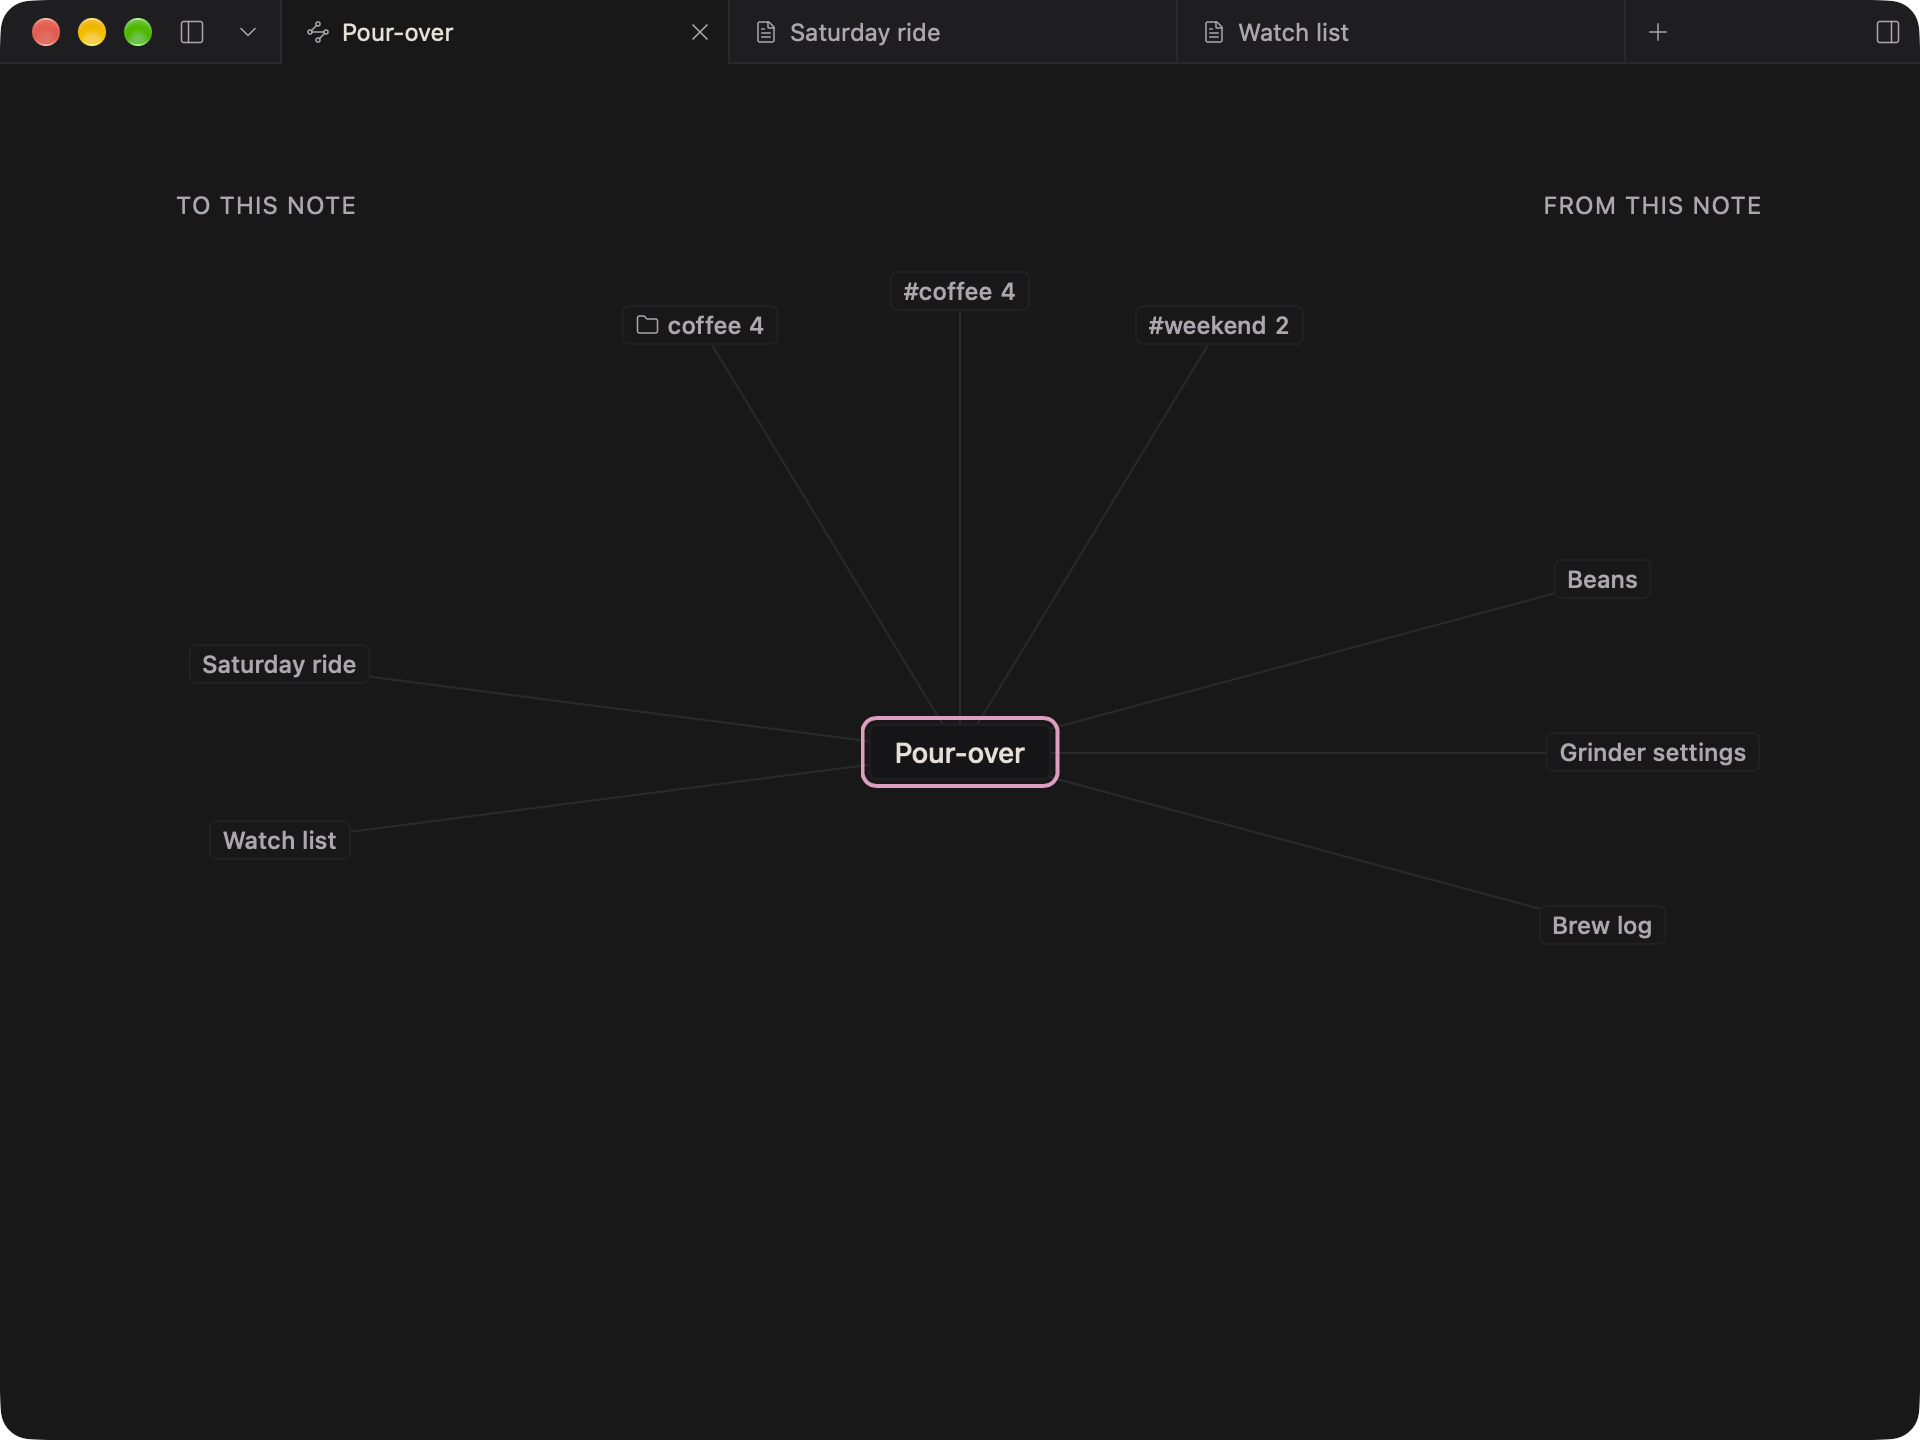 Pour-over
Saturday ride
Watch list
TO THIS NOTE
FROM THIS NOTE
#coffee 4
coffee 4
#weekend 2
Beans
Saturday ride
Pour-over
Grinder settings
Watch list
Brew log